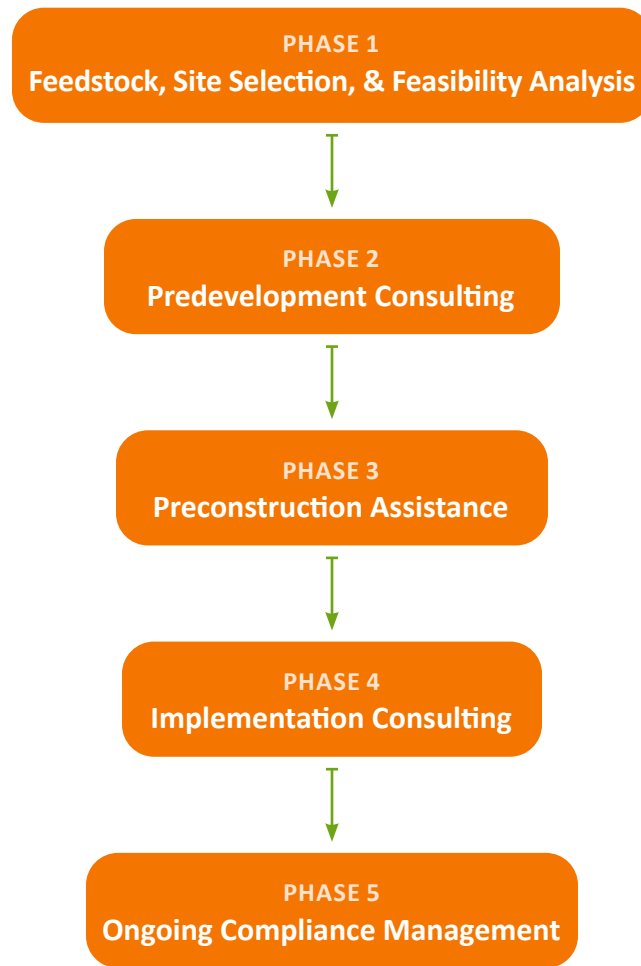 PHASE 1
Feedstock, Site Selection, & Feasibility Analysis
PHASE 2
Predevelopment Consulting
PHASE 3
Preconstruction Assistance
PHASE 4
Implementation Consulting
PHASE 5
Ongoing Compliance Management